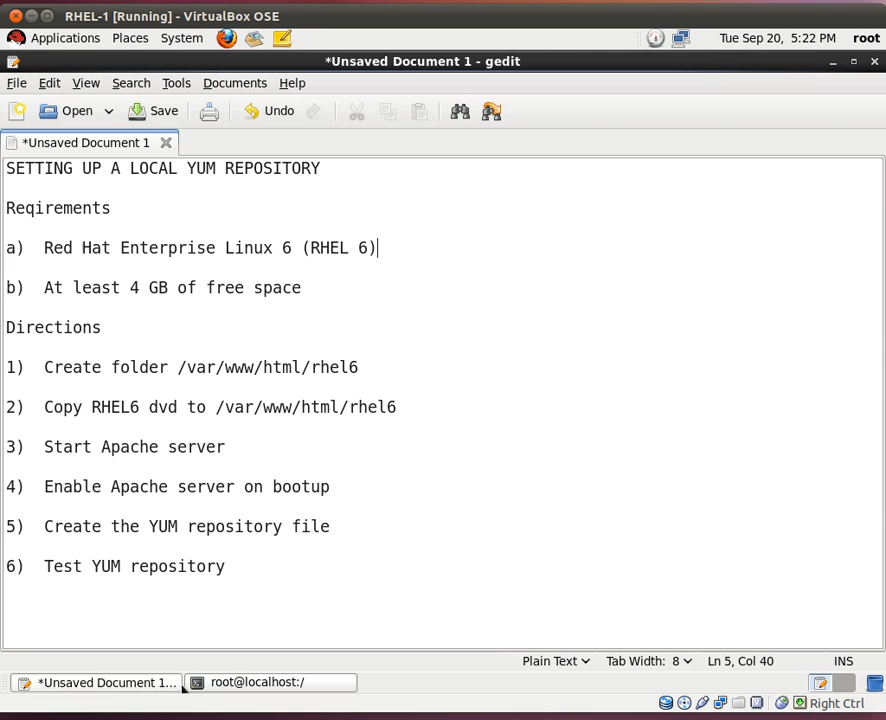 RHEL-1 [Running] - VirtualBox OSE
Applications Places System Tue Sep 20, 5:22 PM root
*Unsaved Document 1 - gedit
File Edit View Search Tools Documents Help
Open Save Undo
*Unsaved Document 1
SETTING UP A LOCAL YUM REPOSITORY
Reqirements
a) Red Hat Enterprise Linux 6 (RHEL 6)
b) At least 4 GB of free space
Directions
1) Create folder /var/www/html/rhel6
2) Copy RHEL6 dvd to /var/www/html/rhel6
3) Start Apache server
4) Enable Apache server on bootup
5) Create the YUM repository file
6) Test YUM repository
Plain Text Tab Width: 8 Ln 5, Col 40 INS
*Unsaved Document 1... root@localhost:/
Right Ctrl